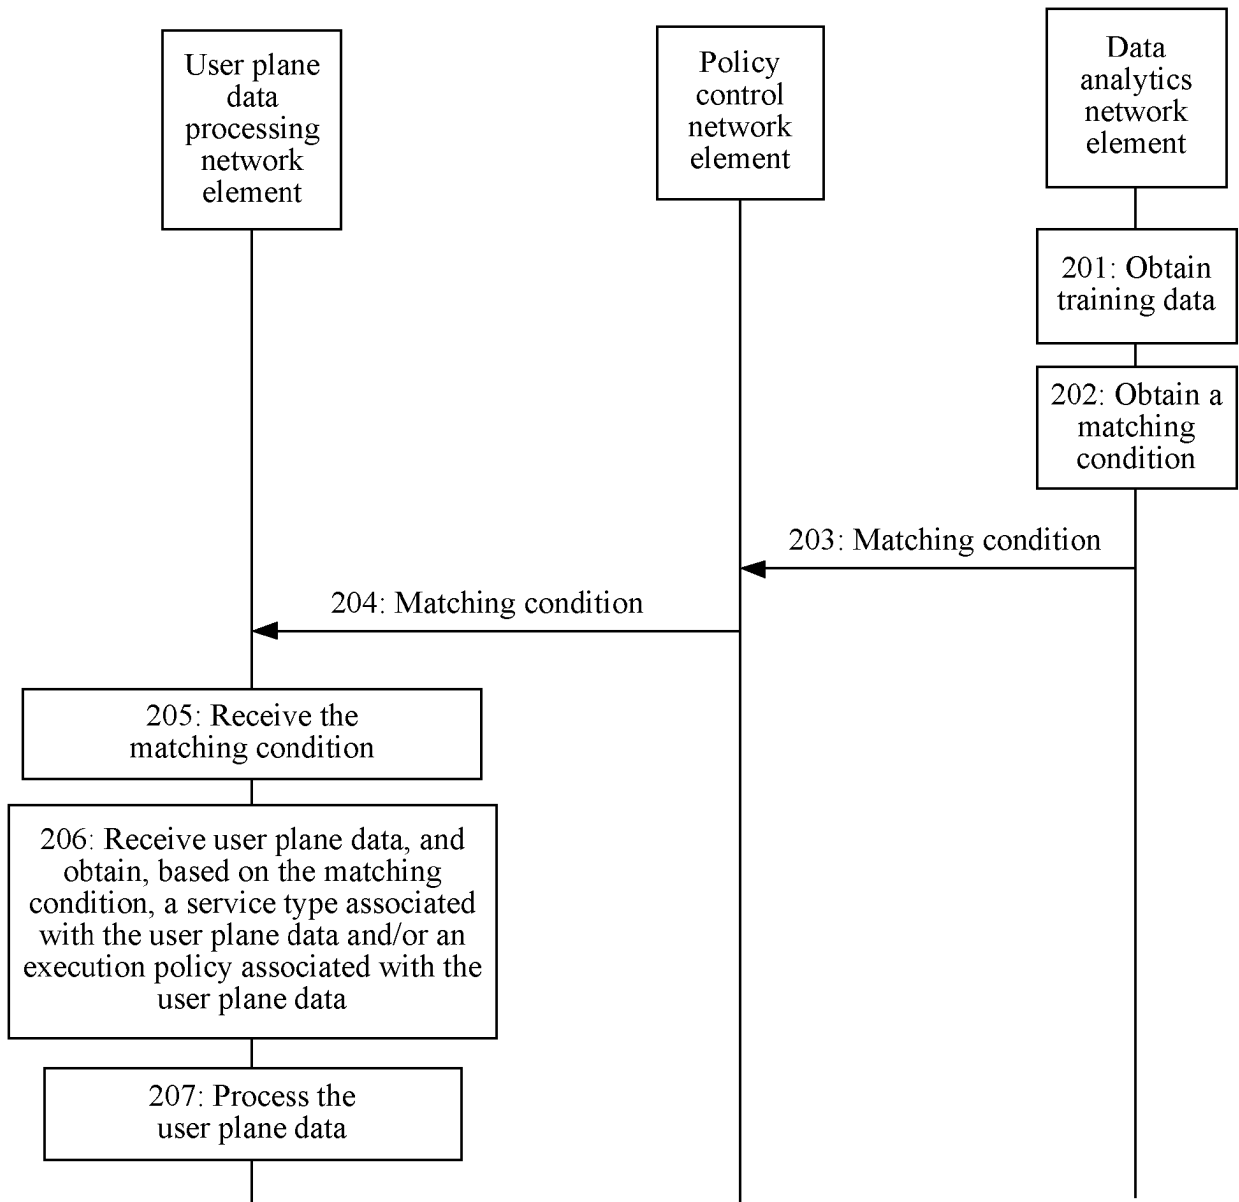 User plane
data
processing
network
element
Policy
control
network
element
Data
analytics
network
element
201: Obtain
training data
202: Obtain a
matching
condition
203: Matching condition
204: Matching condition
205: Receive the
matching condition
206: Receive user plane data, and
obtain, based on the matching
condition, a service type associated
with the user plane data and/or an
execution policy associated with the
user plane data
207: Process the
user plane data